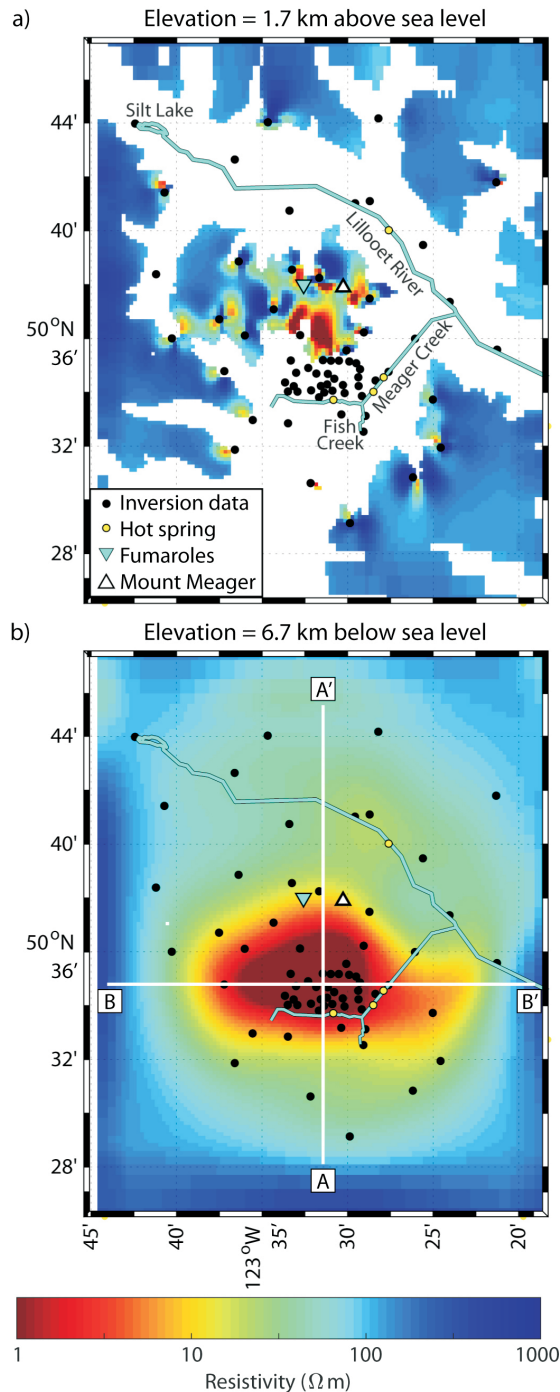 a) Elevation = 1.7 km above sea level
Silt Lake
44'
40'
Lillooet River
50°N
36'
Meager Creek
Fish
Creek
32'
28'
Inversion data
Hot spring
Fumaroles
Mount Meager
b) Elevation = 6.7 km below sea level
A'
44'
40'
50°N
36'
B B'
32'
28'
A
45' 40' 35' 123°W 30' 25' 20'
1 10 100 1000
Resistivity (Ω m)